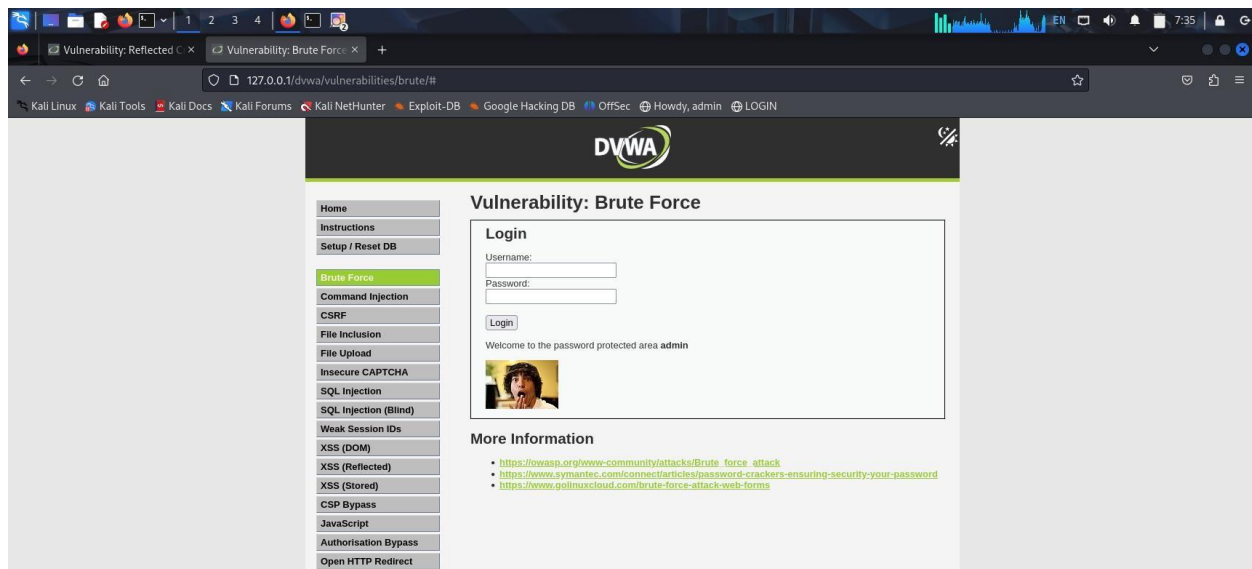 1 2 3 4 EN 7:35
Vulnerability: Reflected C × Vulnerability: Brute Force × +
127.0.0.1/dvwa/vulnerabilities/brute/#
Kali Linux Kali Tools Kali Docs Kali Forums Kali NetHunter Exploit-DB Google Hacking DB OffSec Howdy, admin LOGIN
DVWA
Home
Instructions
Setup / Reset DB
Brute Force
Command Injection
CSRF
File Inclusion
File Upload
Insecure CAPTCHA
SQL Injection
SQL Injection (Blind)
Weak Session IDs
XSS (DOM)
XSS (Reflected)
XSS (Stored)
CSP Bypass
JavaScript
Authorisation Bypass
Open HTTP Redirect
Vulnerability: Brute Force
Login
Username:
Password:
Login
Welcome to the password protected area admin
More Information
• https://owasp.org/www-community/attacks/Brute_force_attack
• https://www.symantec.com/connect/articles/password-crackers-ensuring-security-your-password
• https://www.golinuxcloud.com/brute-force-attack-web-forms